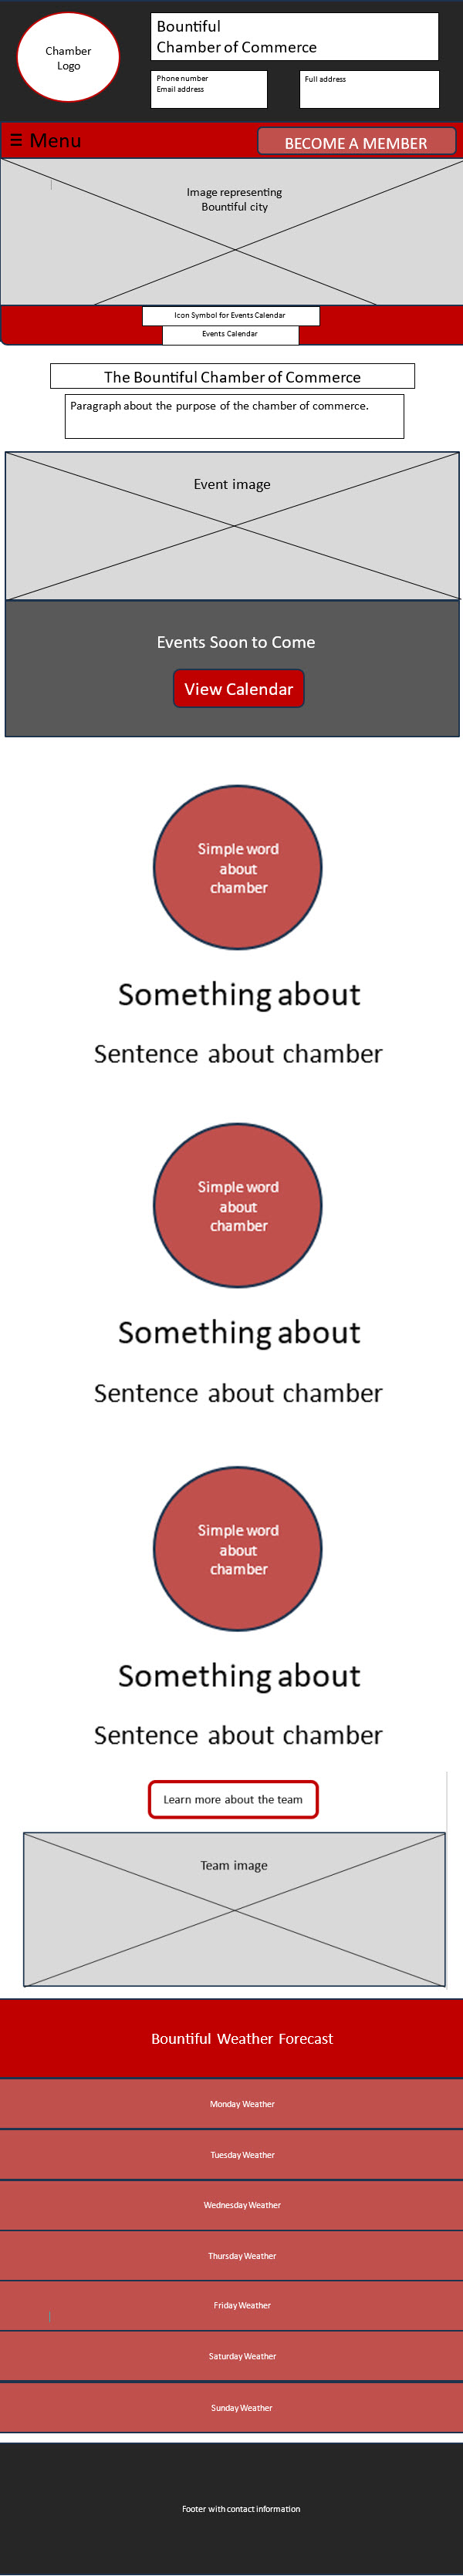 Chamber
Logo
Bountiful
Chamber of Commerce
Phone number
Email address
Full address
☰ Menu
BECOME A MEMBER
Image representing
Bountiful city
Icon Symbol for Events Calendar
Events Calendar
The Bountiful Chamber of Commerce
Paragraph about the purpose of the chamber of commerce.
Event image
Events Soon to Come
View Calendar
Simple word
about
chamber
Something about
Sentence about chamber
Simple word
about
chamber
Something about
Sentence about chamber
Simple word
about
chamber
Something about
Sentence about chamber
Learn more about the team
Team image
Bountiful Weather Forecast
Monday Weather
Tuesday Weather
Wednesday Weather
Thursday Weather
Friday Weather
Saturday Weather
Sunday Weather
Footer with contact information